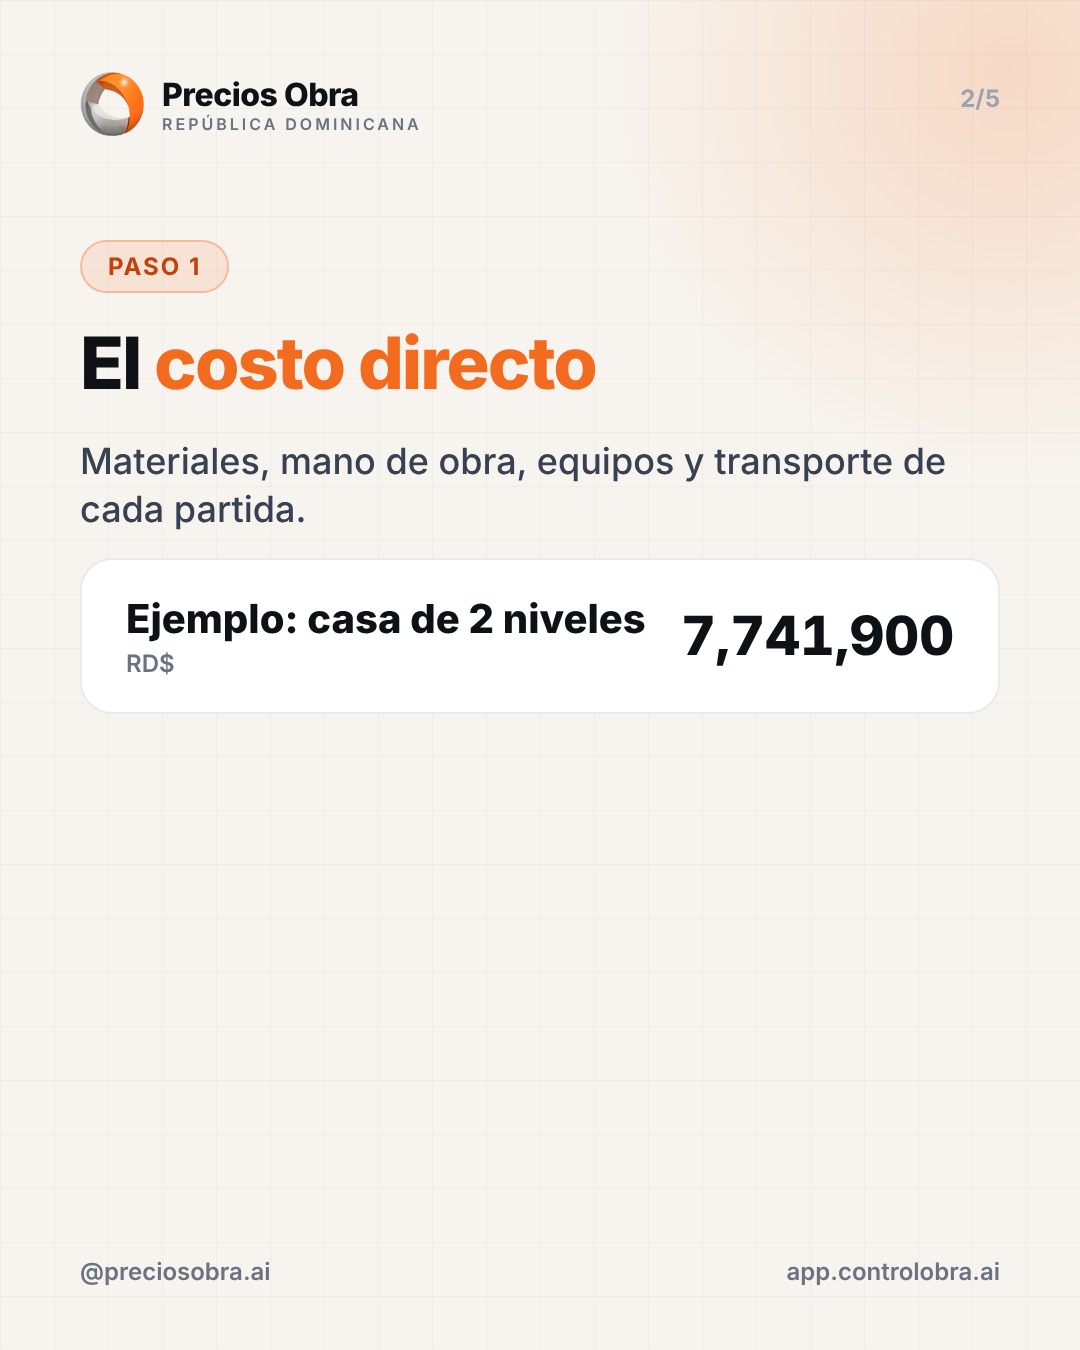 Precios Obra
REPÚBLICA DOMINICANA
2/5
PASO 1
El costo directo
Materiales, mano de obra, equipos y transporte de
cada partida.
Ejemplo: casa de 2 niveles
RD$
7,741,900
@preciosobra.ai
app.controlobra.ai